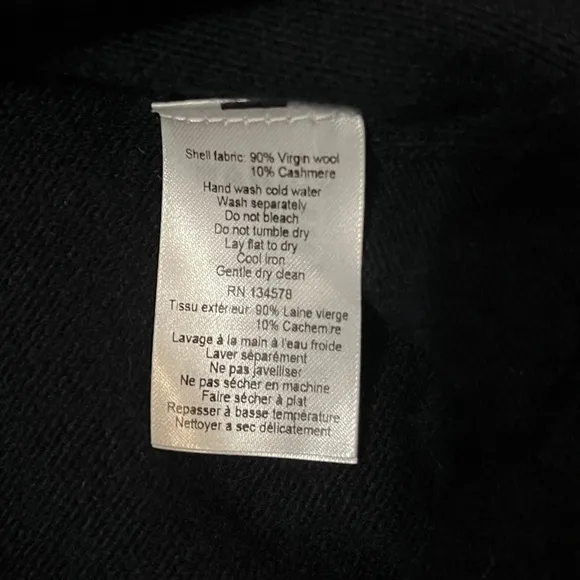 Shell fabric: 90% Virgin wool
10% Cashmere
Hand wash cold water
Wash separately
Do not bleach
Do not tumble dry
Lay flat to dry
Cool iron
Gentle dry clean
RN 134578
Tissu extérieur: 90% Laine vierge
10% Cachemire
Lavage à la main à l'eau froide
Laver séparément
Ne pas javelliser
Ne pas sécher en machine
Faire sécher à plat
Repasser à basse température
Nettoyer a sec délicatement